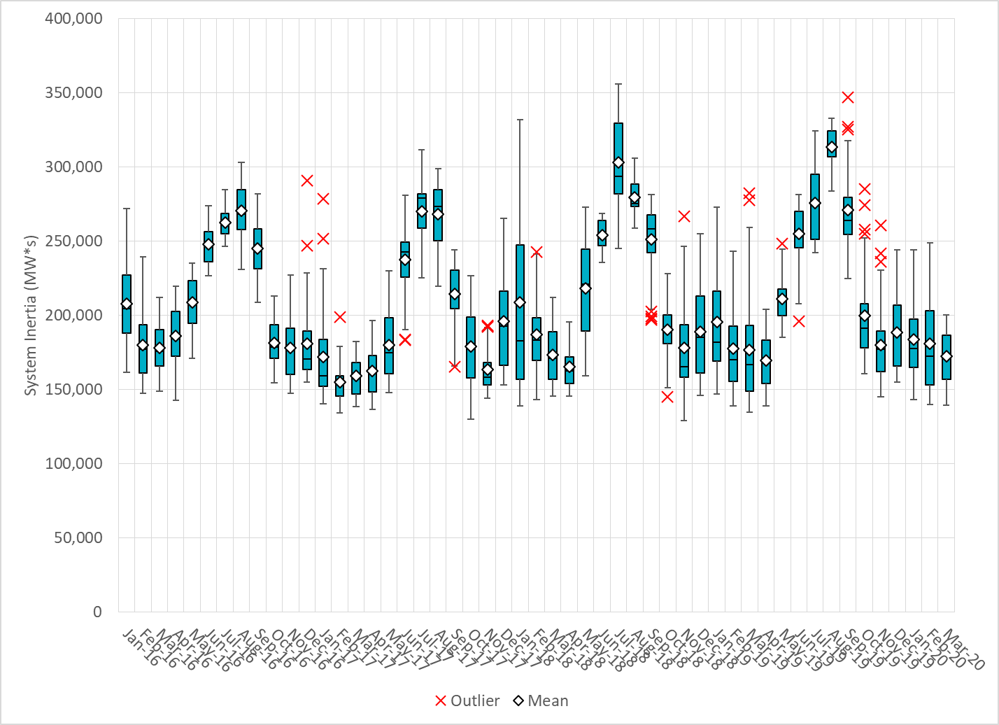 400,000
350,000
300,000
250,000
200,000
150,000
100,000
50,000
0
System Inertia (MW*s)
Jan-16
Feb-16
Mar-16
Apr-16
May-16
Jun-16
Jul-16
Aug-16
Sep-16
Oct-16
Nov-16
Dec-16
Jan-17
Feb-17
Mar-17
Apr-17
May-17
Jun-17
Jul-17
Aug-17
Sep-17
Oct-17
Nov-17
Dec-17
Jan-18
Feb-18
Mar-18
Apr-18
May-18
Jun-18
Jul-18
Aug-18
Sep-18
Oct-18
Nov-18
Dec-18
Jan-19
Feb-19
Mar-19
Apr-19
May-19
Jun-19
Jul-19
Aug-19
Sep-19
Oct-19
Nov-19
Dec-19
Jan-20
Feb-20
Mar-20
Outlier
Mean